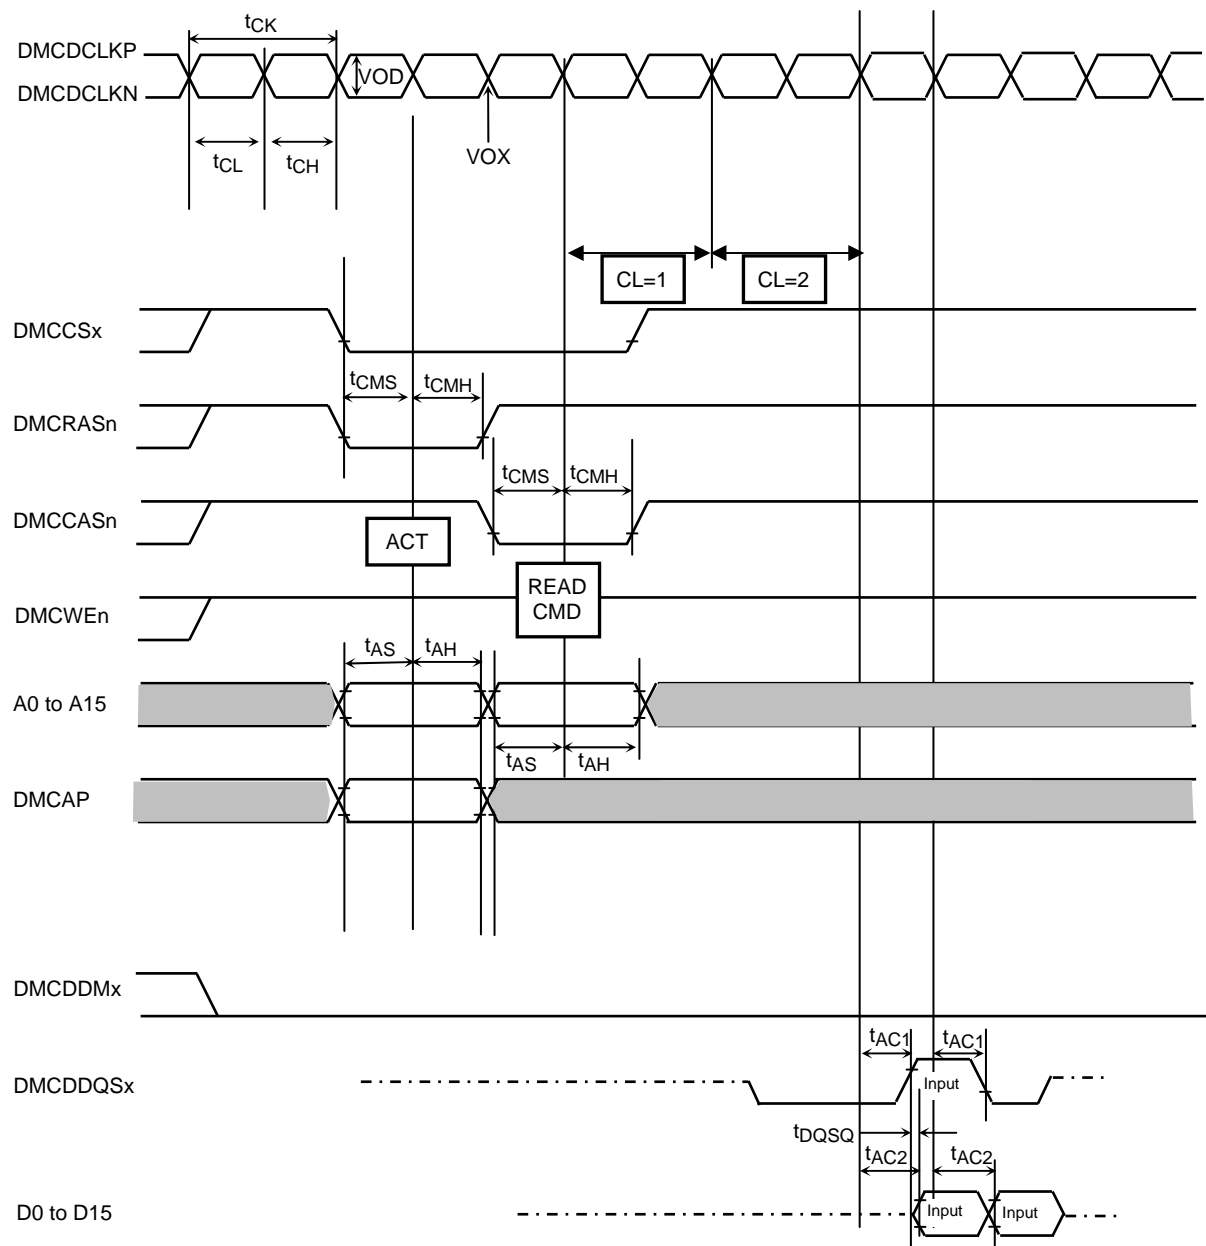 tCK
DMCDCLKP
VOD
DMCDCLKN
tCL
tCH
VOX
CL=1
CL=2
DMCCSx
tCMS
tCMH
DMCRASn
tCMS
tCMH
DMCCASn
ACT
READ
CMD
DMCWEn
tAS
tAH
A0 to A15
tAS
tAH
DMCAP
DMCDDMx
tAC1
tAC1
DMCDDQSx
Input
tDQSQ
tAC2
tAC2
D0 to D15
Input
Input